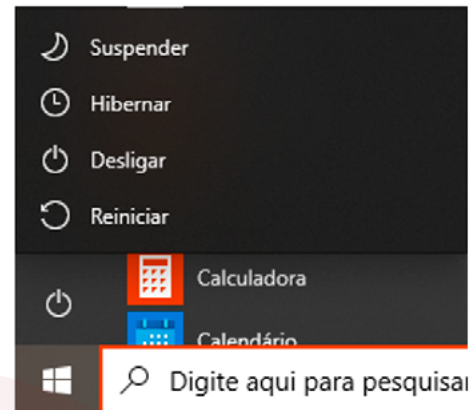 Suspender
Hibernar
Desligar
Reiniciar
Calculadora
Calendário
Digite aqui para pesquisar